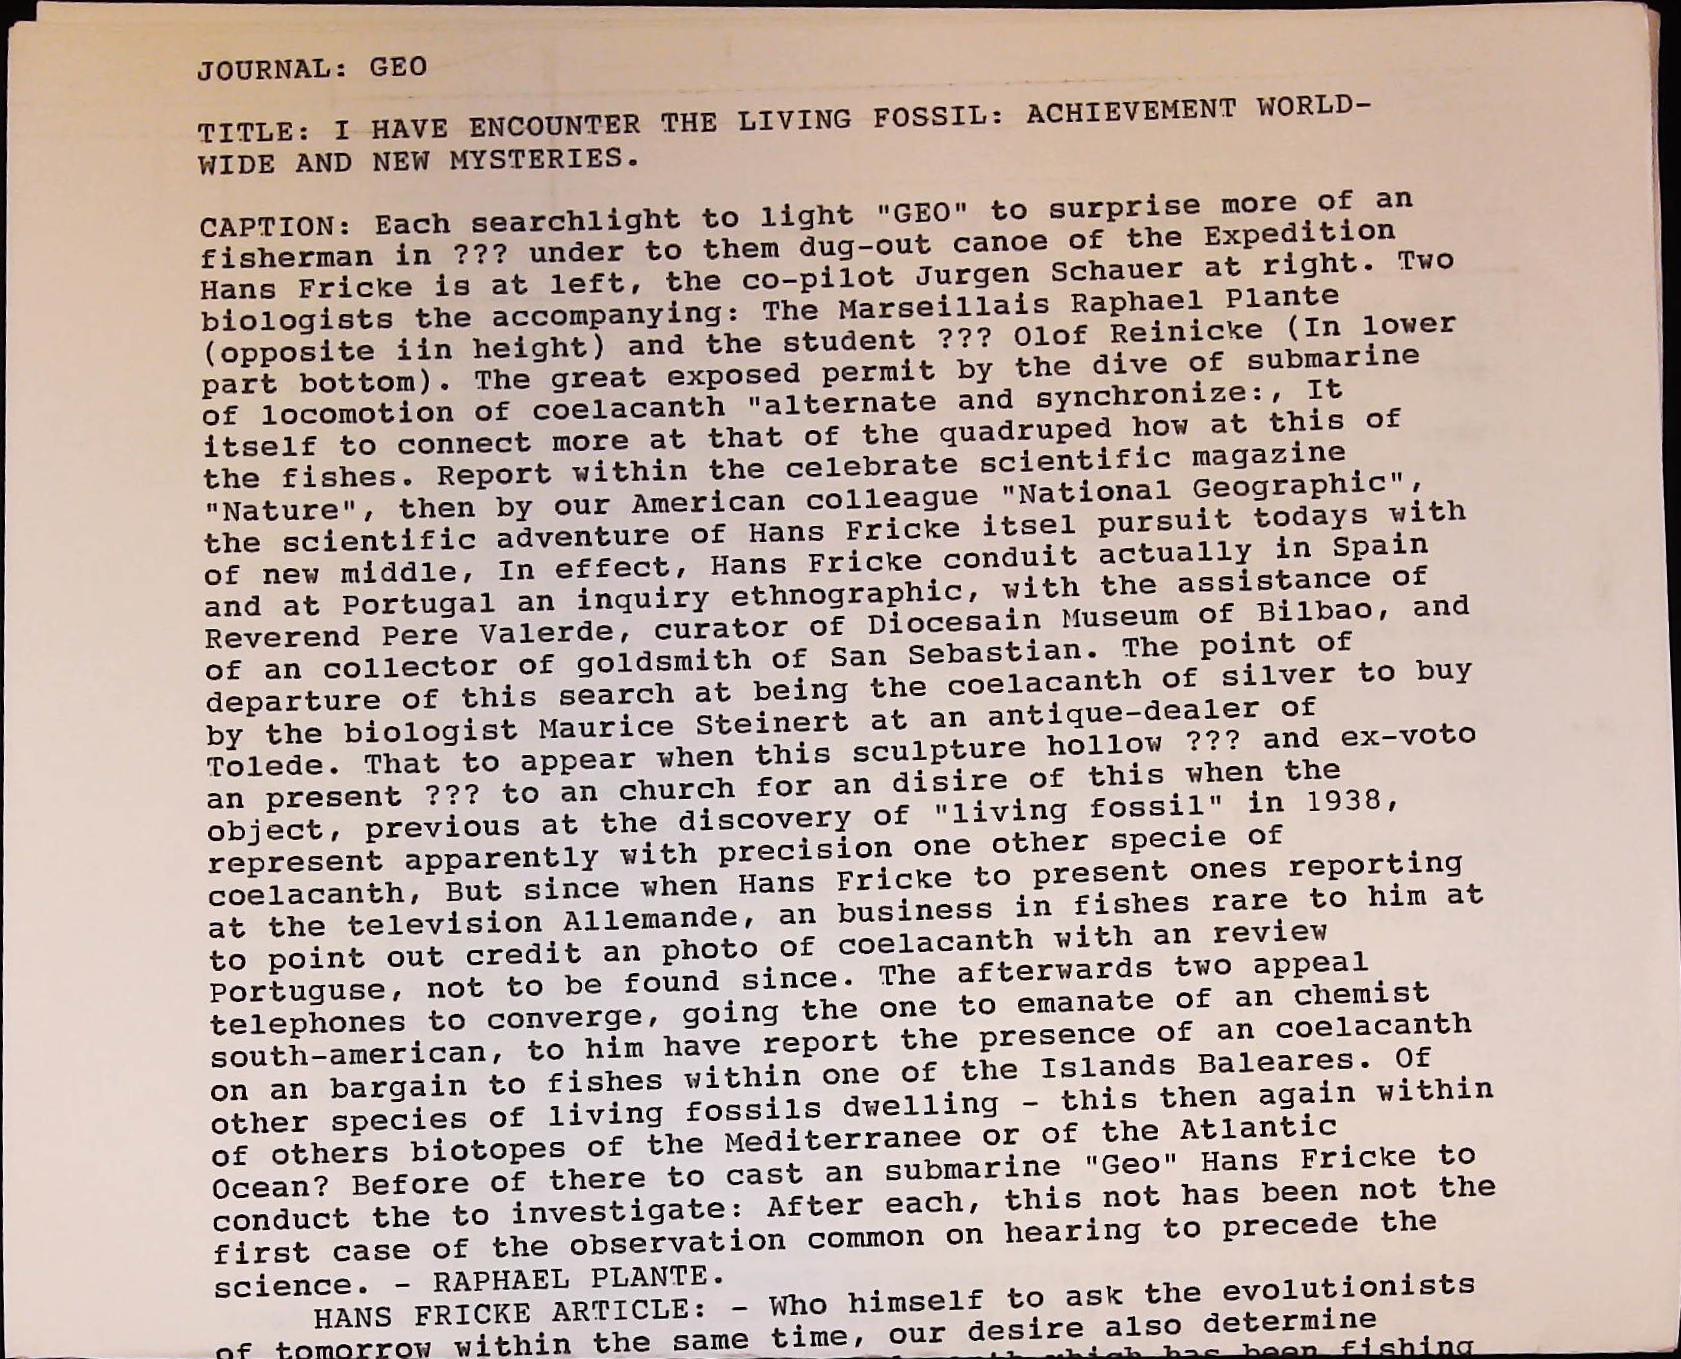 JOURNAL: GEO
TITLE: I HAVE ENCOUNTER THE LIVING FOSSIL: ACHIEVEMENT WORLD-
WIDE AND NEW MYSTERIES.
CAPTION: Each searchlight to light "GEO" to surprise more of an
fisherman in ??? under to them dug-out canoe of the Expedition
Hans Fricke is at left, the co-pilot Jurgen Schauer at right. Two
biologists the accompanying: The Marseillais Raphael Plante
(opposite iin height) and the student ??? Olof Reinicke (In lower
part bottom). The great exposed permit by the dive of submarine
of locomotion of coelacanth "alternate and synchronize:, It
itself to connect more at that of the quadruped how at this of
the fishes. Report within the celebrate scientific magazine
"Nature", then by our American colleague "National Geographic",
the scientific adventure of Hans Fricke itsel pursuit todays with
of new middle, In effect, Hans Fricke conduit actually in Spain
and at Portugal an inquiry ethnographic, with the assistance of
Reverend Pere Valerde, curator of Diocesain Museum of Bilbao, and
of an collector of goldsmith of San Sebastian. The point of
departure of this search at being the coelacanth of silver to buy
by the biologist Maurice Steinert at an antique-dealer of
Tolede. That to appear when this sculpture hollow ??? and ex-voto
an present ??? to an church for an disire of this when the
object, previous at the discovery of "living fossil" in 1938,
represent apparently with precision one other specie of
coelacanth, But since when Hans Fricke to present ones reporting
at the television Allemande, an business in fishes rare to him at
to point out credit an photo of coelacanth with an review
Portuguse, not to be found since. The afterwards two appeal
telephones to converge, going the one to emanate of an chemist
south-american, to him have report the presence of an coelacanth
on an bargain to fishes within one of the Islands Baleares. Of
other species of living fossils dwelling - this then again within
of others biotopes of the Mediterranee or of the Atlantic
Ocean? Before of there to cast an submarine "Geo" Hans Fricke to
conduct the to investigate: After each, this not has been not the
first case of the observation common on hearing to precede the
science. - RAPHAEL PLANTE.
HANS FRICKE ARTICLE: - Who himself to ask the evolutionists
of tomorrow within the same time, our desire also determine
which has been fishing